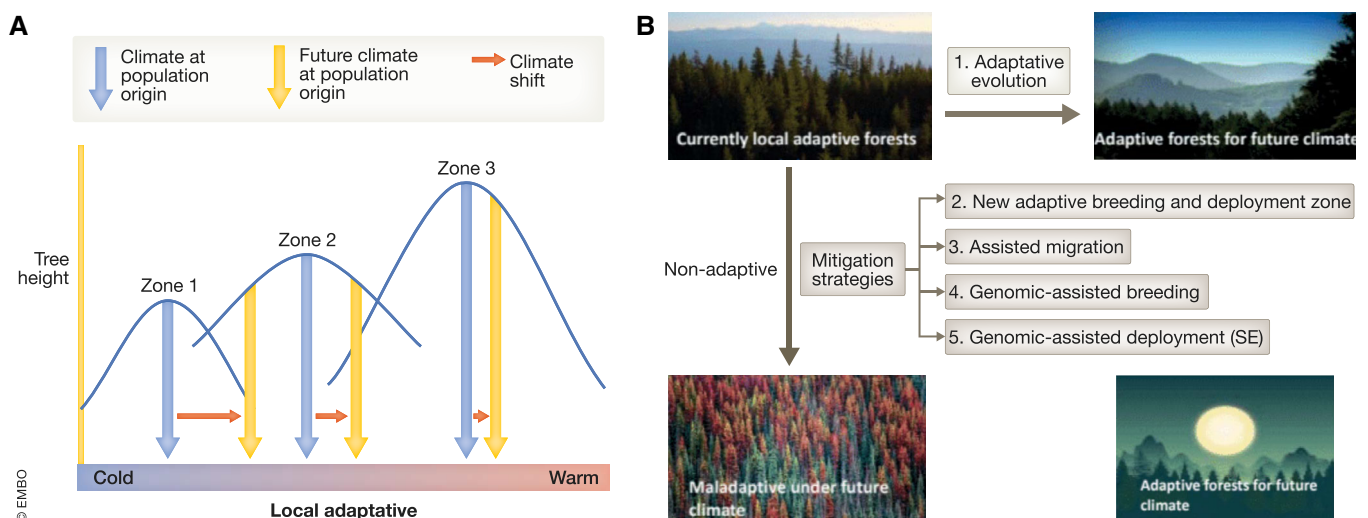 A
Climate at
population
origin
Future climate
at population
origin
Climate
shift
Tree
height
Zone 1
Zone 2
Zone 3
Cold
Warm
Local adaptative
© EMBO
B
Currently local adaptive forests
1. Adaptative
evolution
Adaptive forests for future climate
Non-adaptive
Mitigation
strategies
2. New adaptive breeding and deployment zone
3. Assisted migration
4. Genomic-assisted breeding
5. Genomic-assisted deployment (SE)
Maladaptive under future
climate
Adaptive forests for future
climate